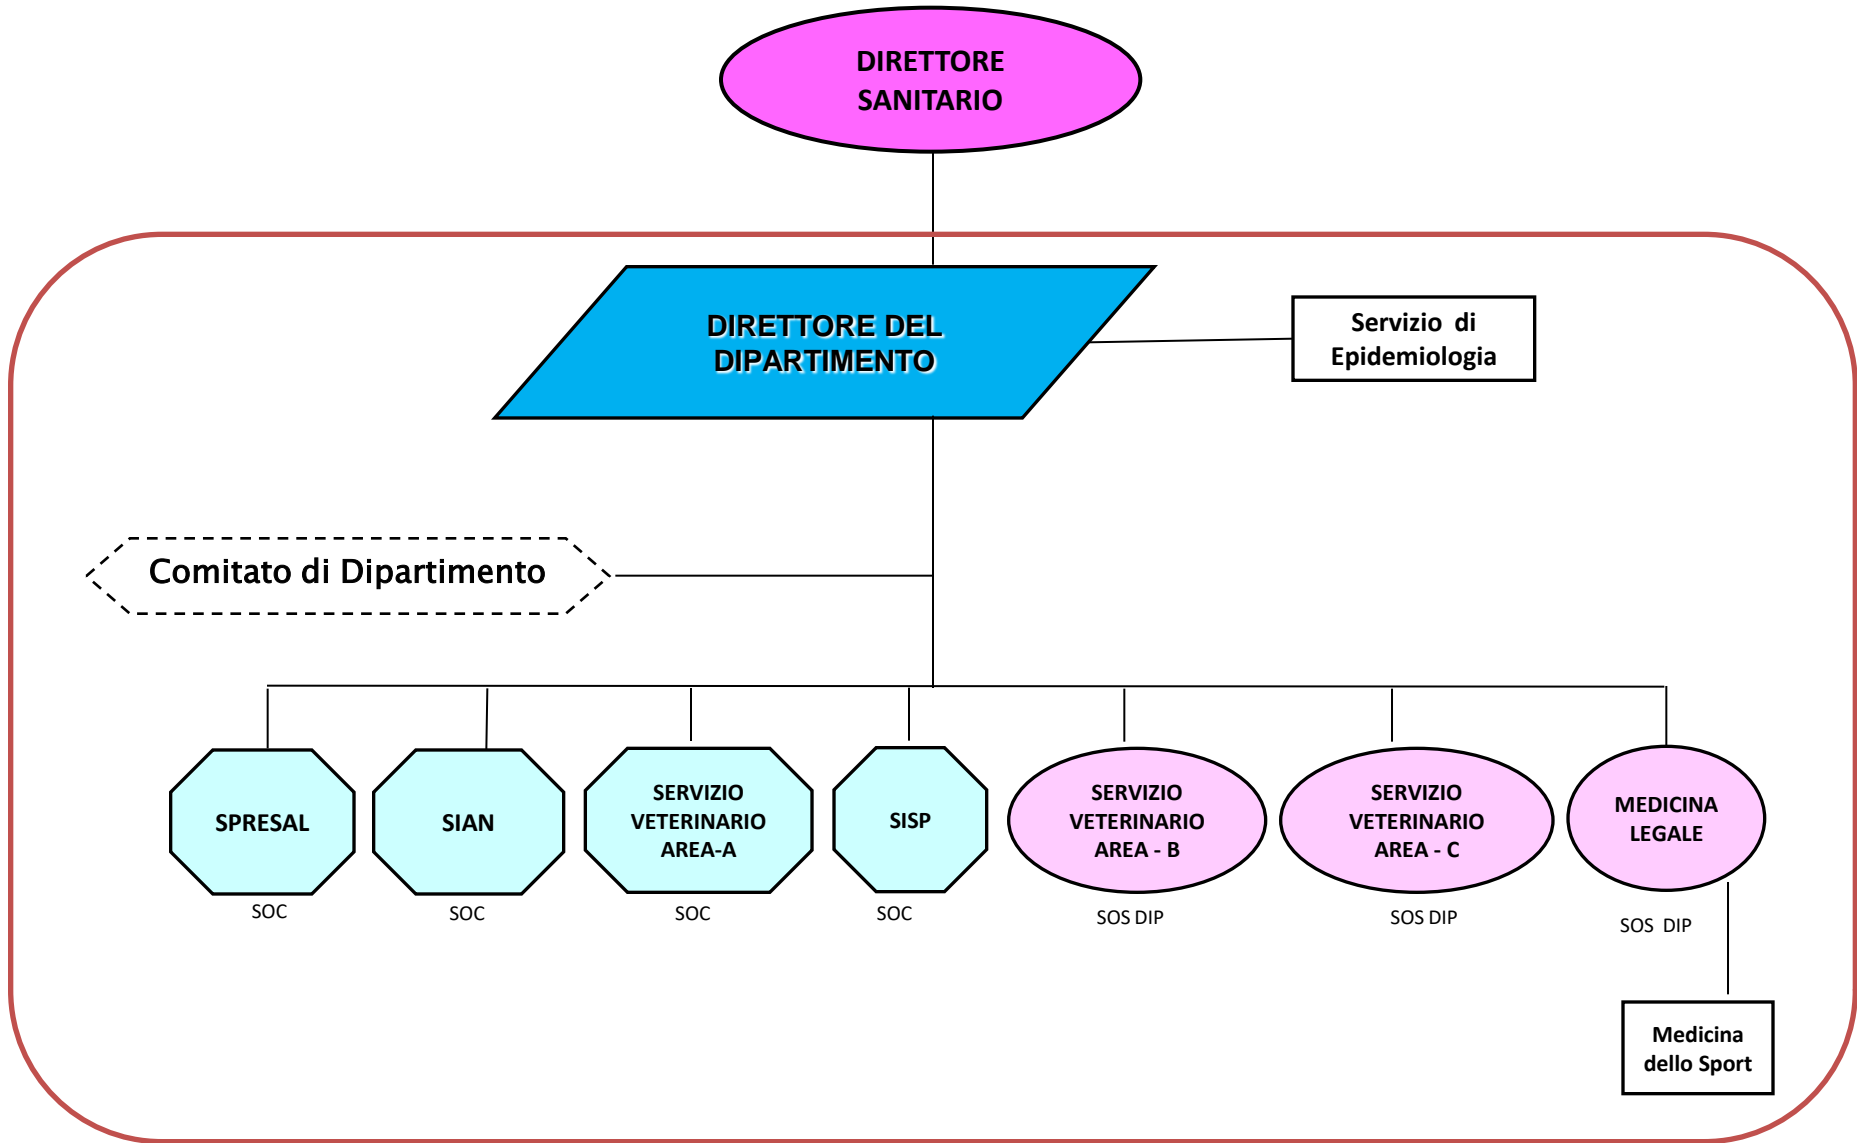 DIRETTORE
SANITARIO
DIRETTORE DEL
DIPARTIMENTO
Servizio di
Epidemiologia
Comitato di Dipartimento
SPRESAL
SOC
SIAN
SOC
SERVIZIO
VETERINARIO
AREA-A
SOC
SISP
SOC
SERVIZIO
VETERINARIO
AREA - B
SOS DIP
SERVIZIO
VETERINARIO
AREA - C
SOS DIP
MEDICINA
LEGALE
SOS DIP
Medicina
dello Sport